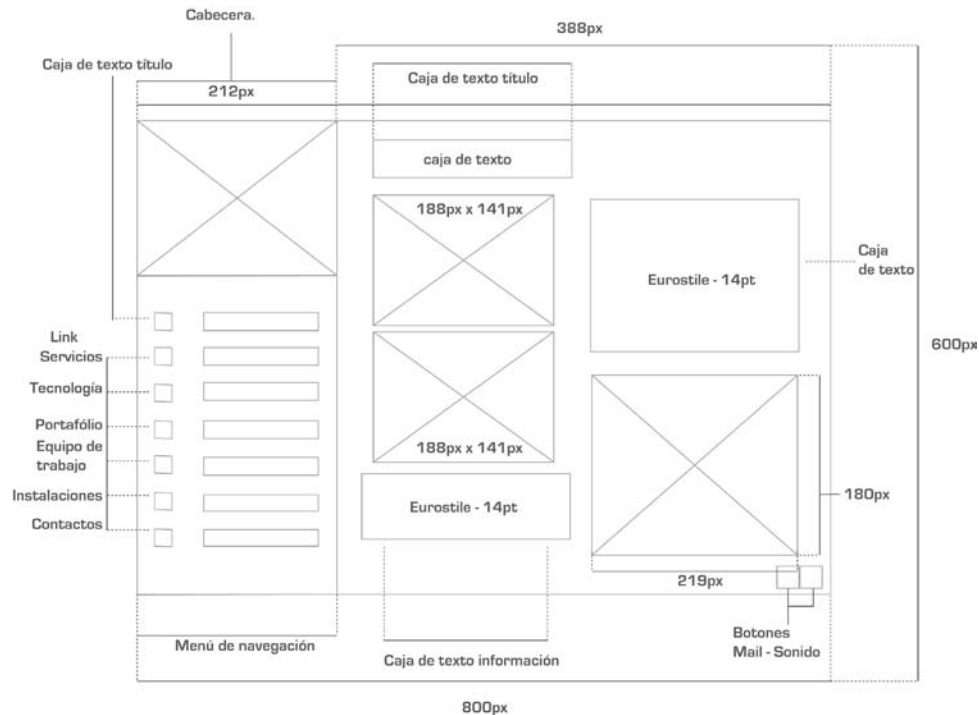 Cabecera.
388px
Caja de texto título
Caja de texto título
212px
caja de texto
188px x 141px
Eurostile - 14pt
Caja
de texto
Link
Servicios
Tecnología
Portafólio
Equipo de
trabajo
Instalaciones
Contactos
600px
188px x 141px
Eurostile - 14pt
180px
219px
Menú de navegación
Caja de texto información
Botones
Mail - Sonido
800px